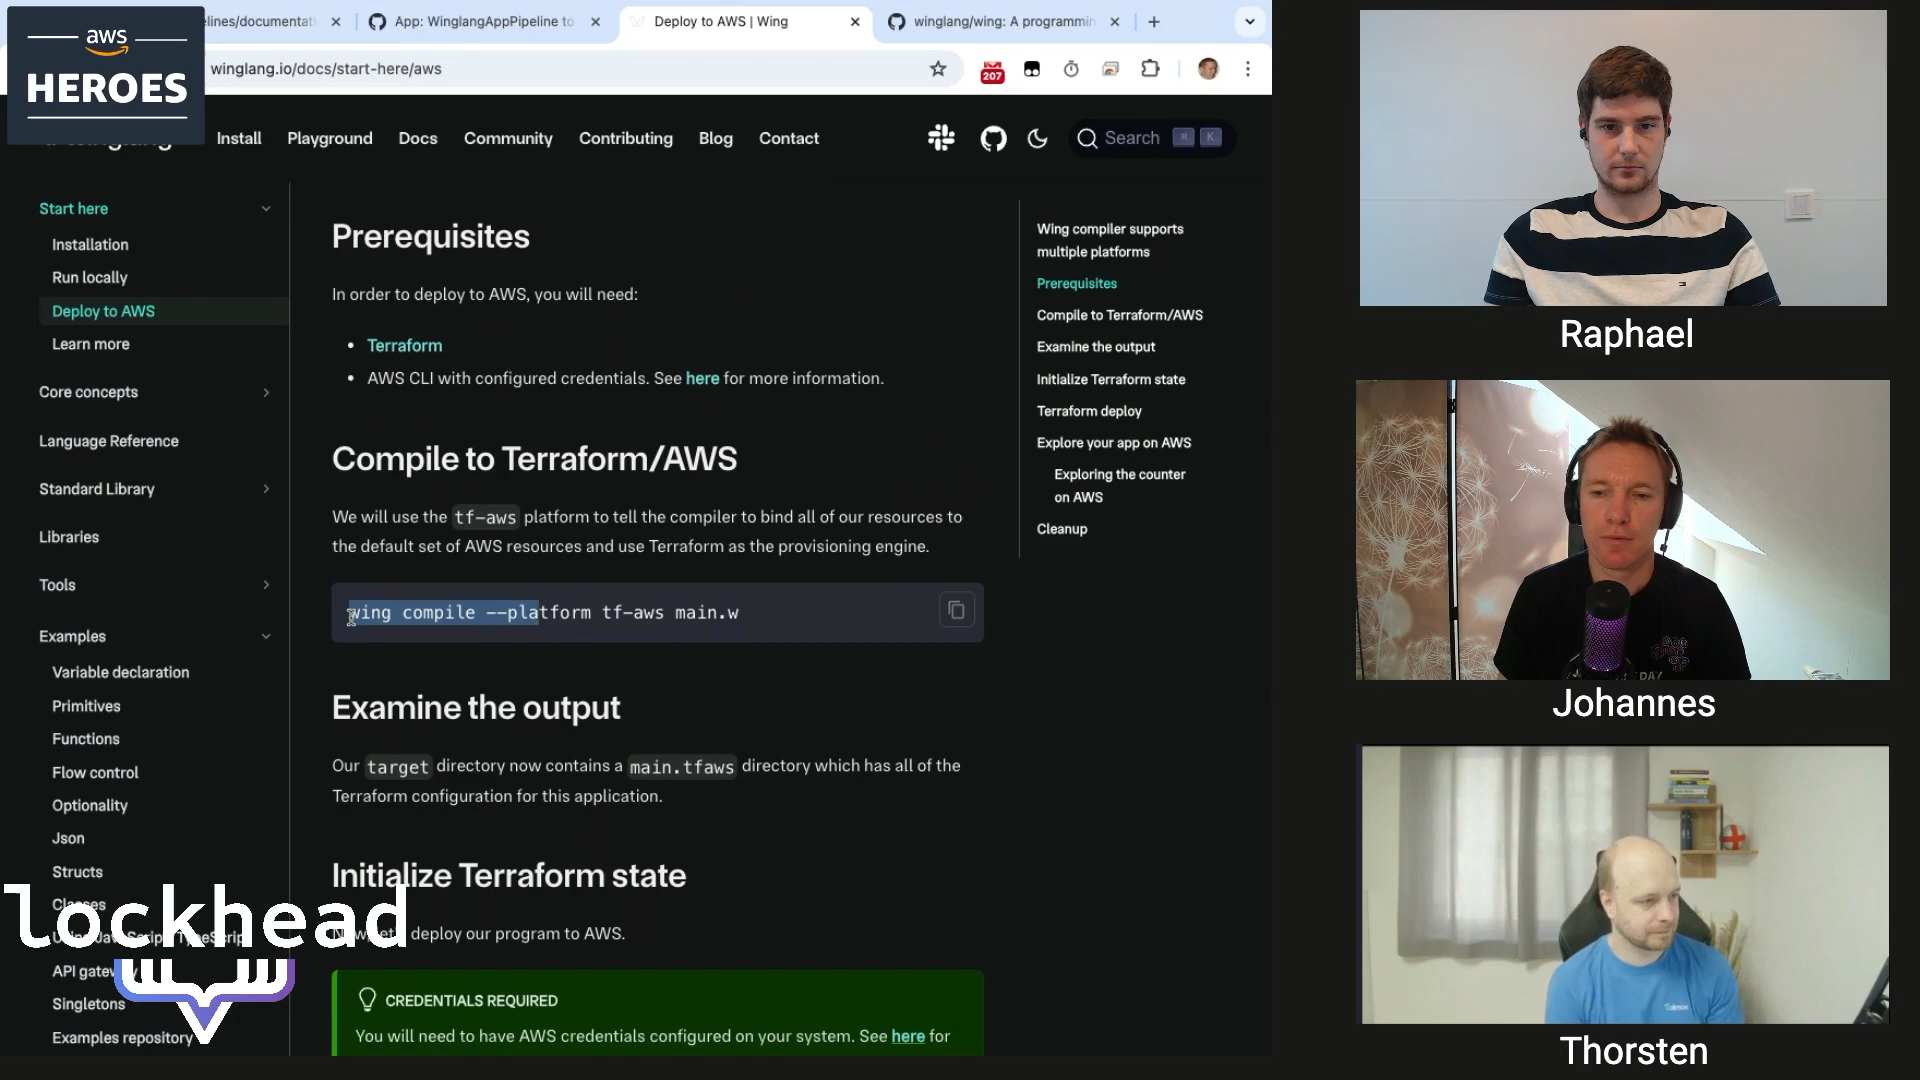 aws
HEROES
elines/documentati
App: WinglangAppPipeline to
Deploy to AWS | Wing
winglang/wing: A programmin
winglang.io/docs/start-here/aws
207
Install
Playground
Docs
Community
Contributing
Blog
Contact
Search
K
Start here
Installation
Run locally
Deploy to AWS
Learn more
Core concepts
Language Reference
Standard Library
Libraries
Tools
Examples
Variable declaration
Primitives
Functions
Flow control
Optionality
Json
Structs
Classes
API gatew
Singletons
Examples repository
lockhead
Prerequisites
In order to deploy to AWS, you will need:
• Terraform
• AWS CLI with configured credentials. See here for more information.
Compile to Terraform/AWS
We will use the tf-aws platform to tell the compiler to bind all of our resources to
the default set of AWS resources and use Terraform as the provisioning engine.
wing compile --platform tf-aws main.w
Examine the output
Our target directory now contains a main.tfaws directory which has all of the
Terraform configuration for this application.
Initialize Terraform state
deploy our program to AWS.
CREDENTIALS REQUIRED
You will need to have AWS credentials configured on your system. See here for
Wing compiler supports
multiple platforms
Prerequisites
Compile to Terraform/AWS
Examine the output
Initialize Terraform state
Terraform deploy
Explore your app on AWS
Exploring the counter
on AWS
Cleanup
Raphael
Johannes
Thorsten